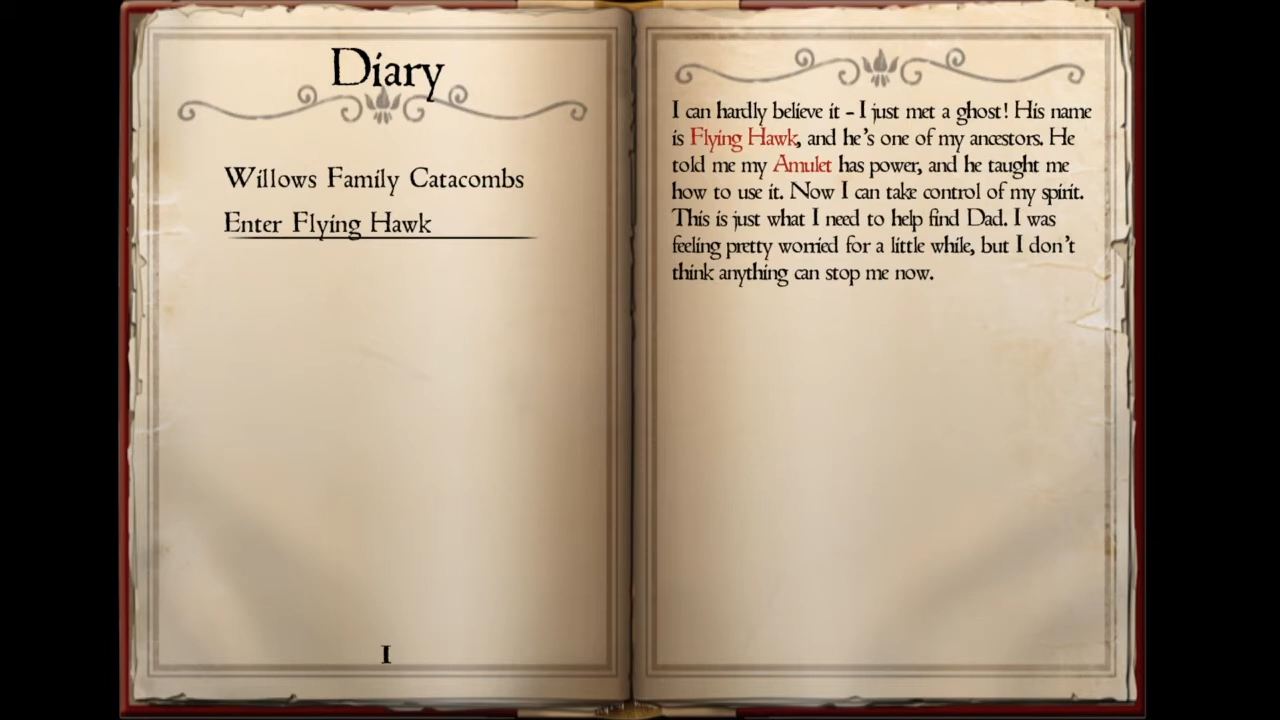 Diary
Willows Family Catacombs
Enter Flying Hawk
I
I can hardly believe it - I just met a ghost! His name
is Flying Hawk, and he's one of my ancestors. He
told me my Amulet has power, and he taught me
how to use it. Now I can take control of my spirit.
This is just what I need to help find Dad. I was
feeling pretty worried for a little while, but I don't
think anything can stop me now.